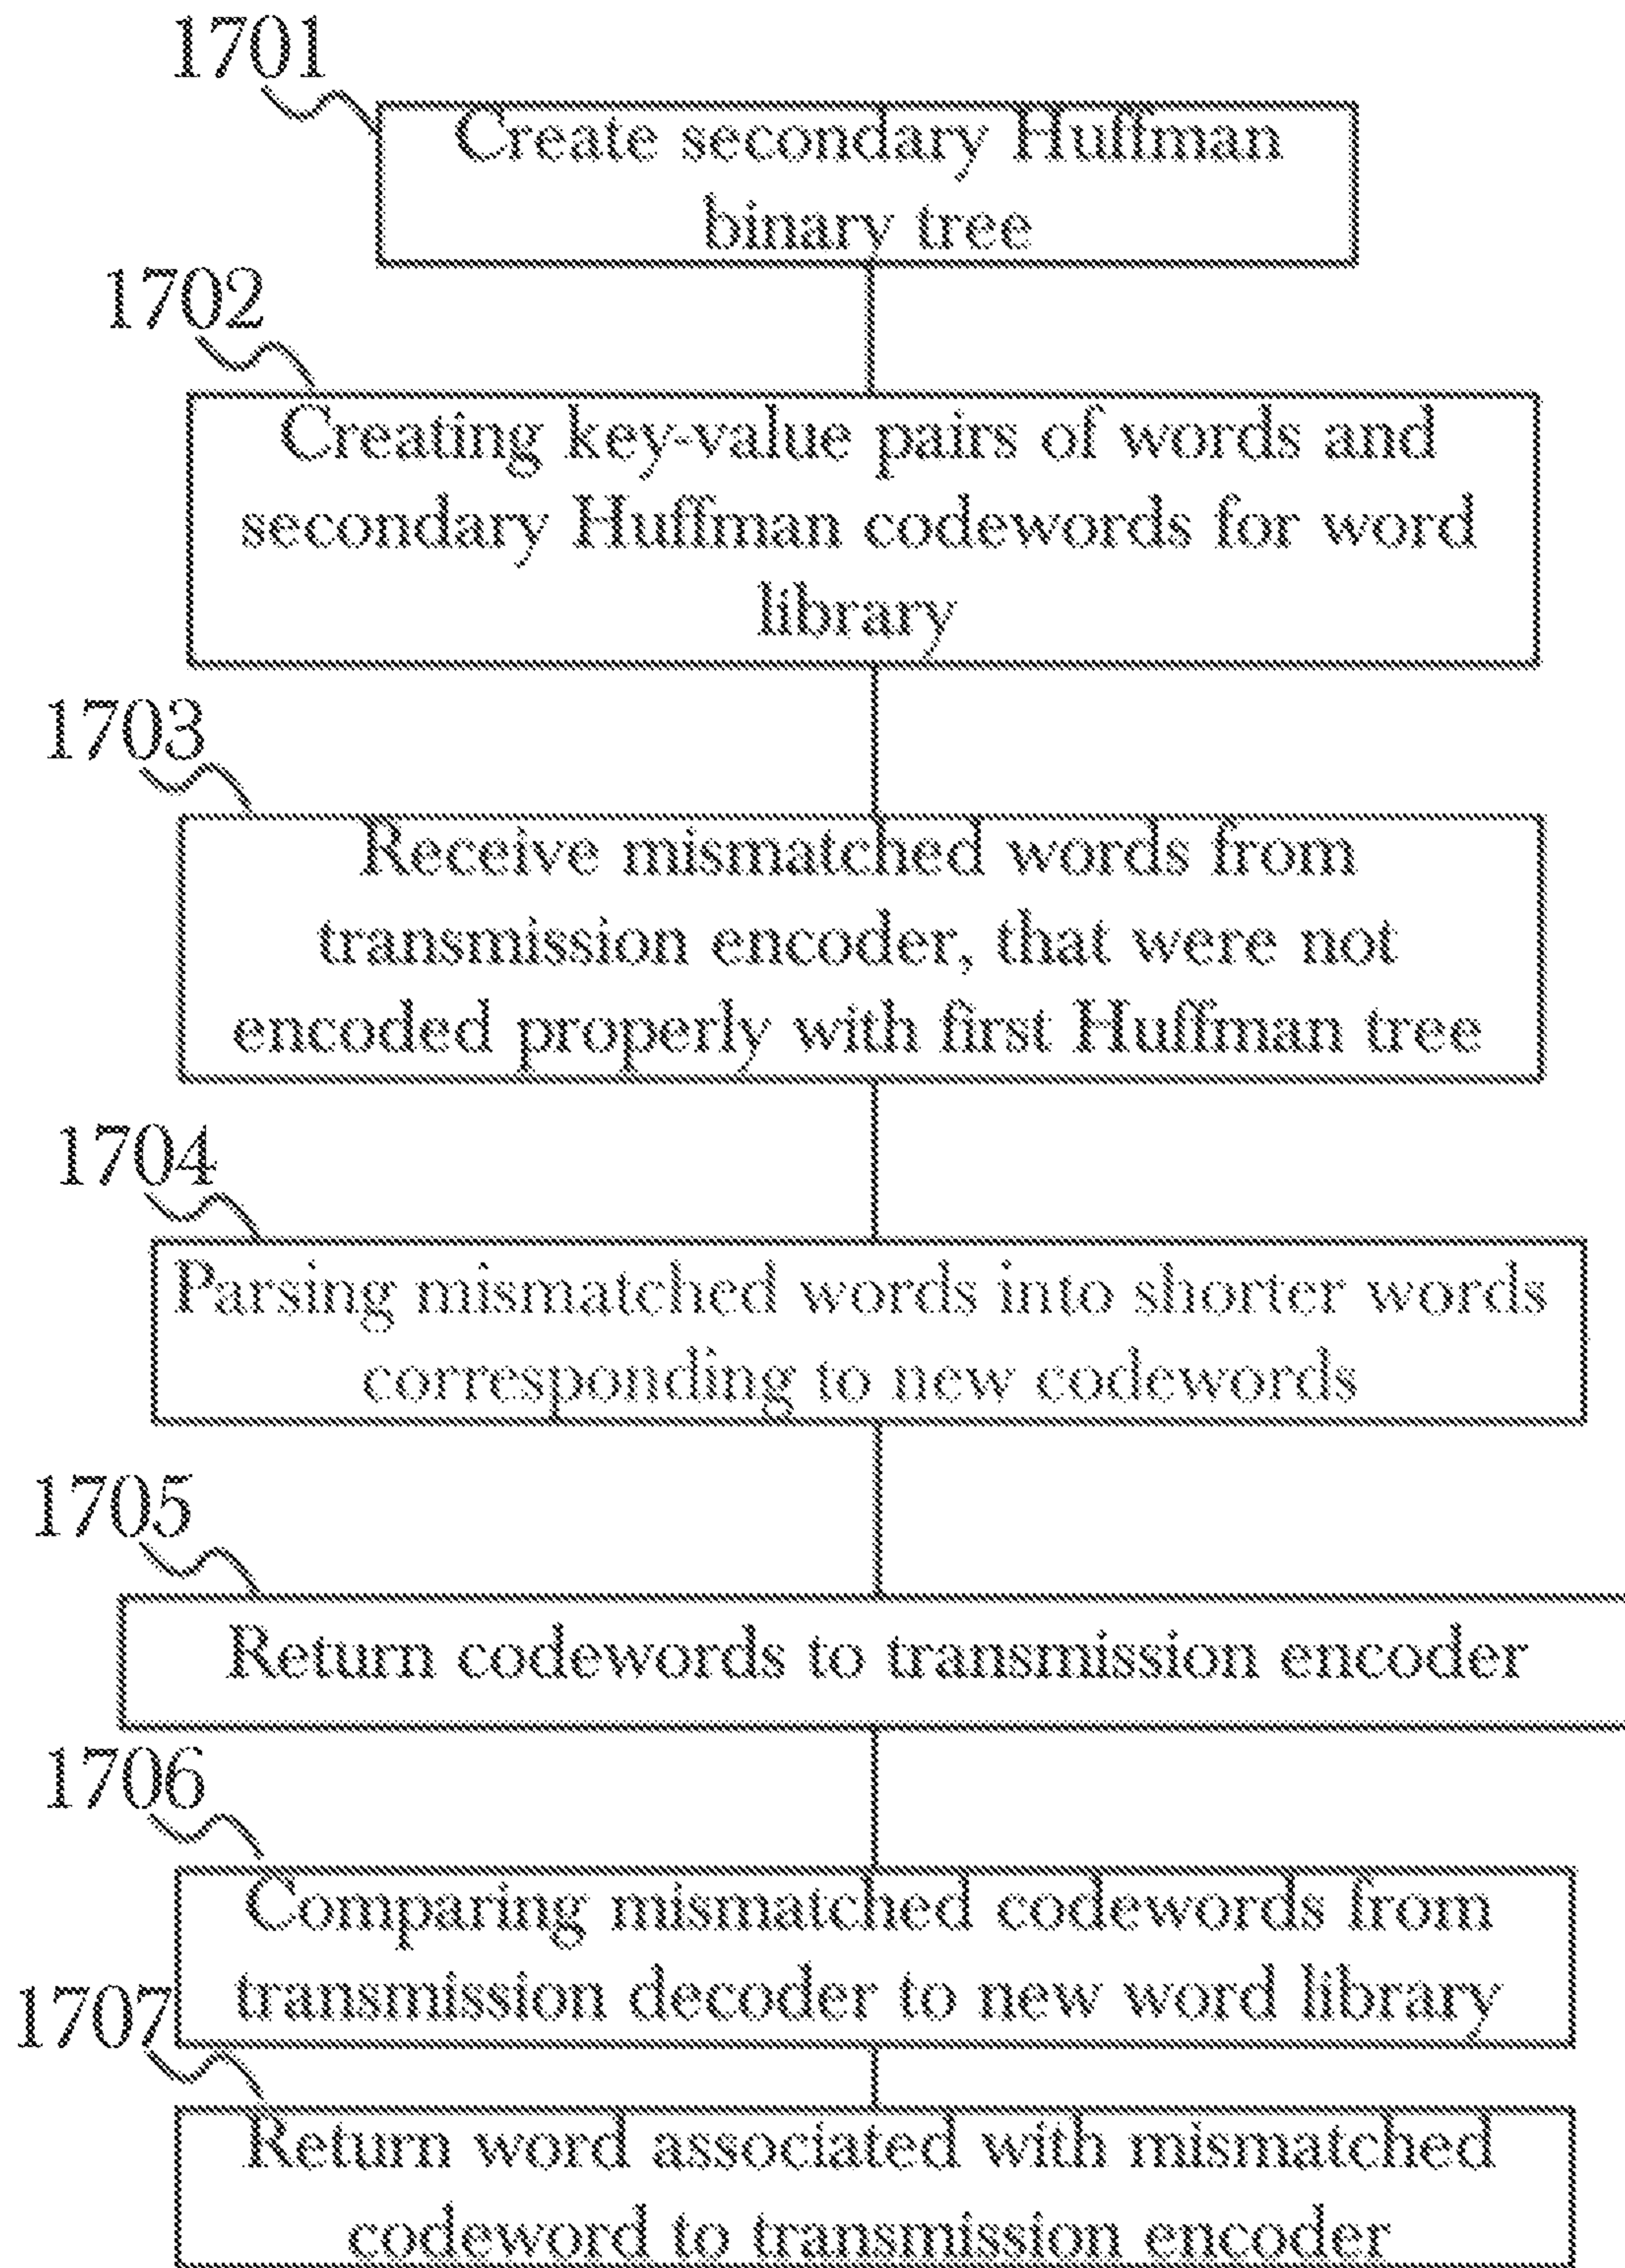 1701
Create secondary Huffman
binary tree
1702
Creating key-value pairs of words and
secondary Huffman codewords for word
library
1703
Receive mismatched words from
transmission encoder, that were not
encoded properly with first Huffman tree
1704
Parsing mismatched words into shorter words
corresponding to new codewords
1705
Return codewords to transmission encoder
1706
Comparing mismatched codewords from
transmission decoder to new word library
1707
Return word associated with mismatched
codeword to transmission encoder